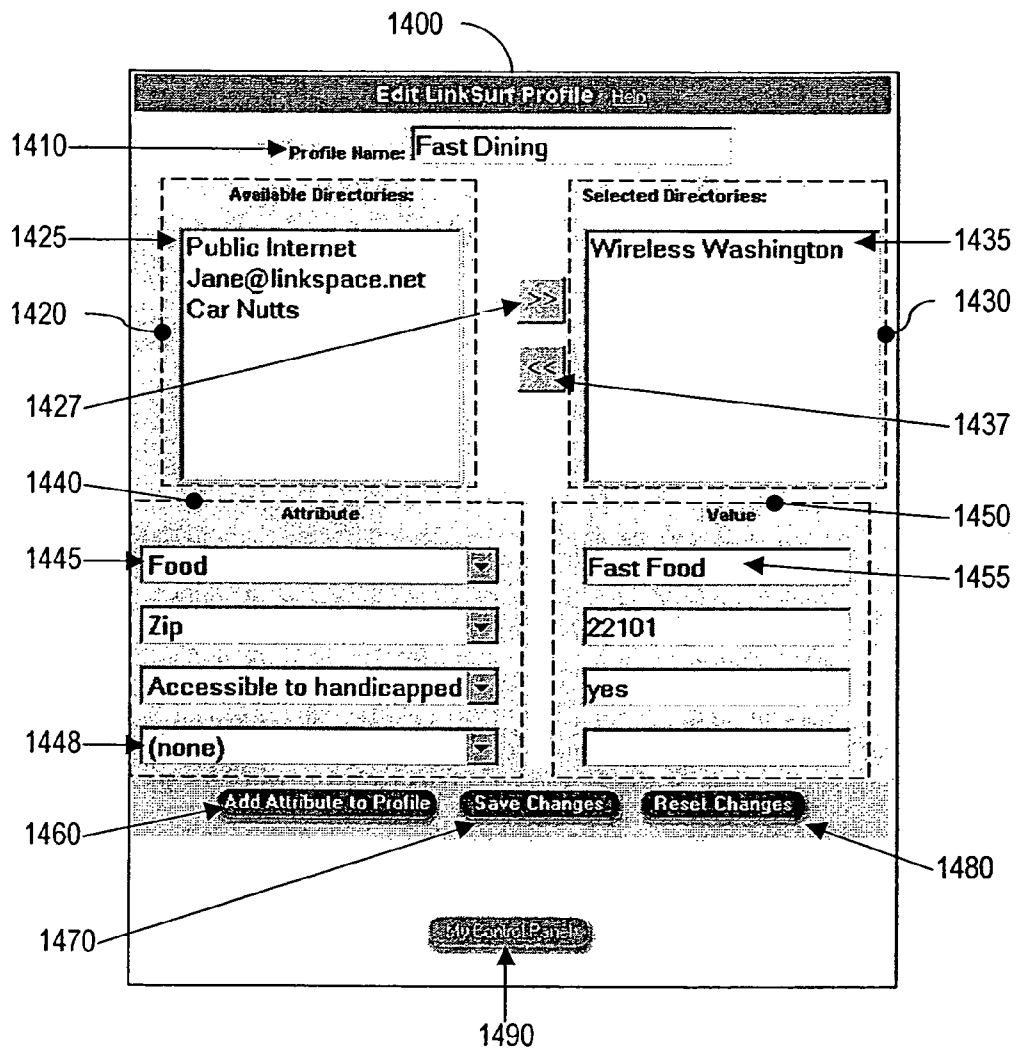 1400
Edit LinkSurf Profile Help
1410 Profile Name: Fast Dining
Available Directories: Selected Directories:
1425 Public Internet Wireless Washington 1435
Jane@linkspace.net
Car Nutts
>>
1420 1430
<<
1427 1437
1440 1450
Attribute Value
1445 Food Fast Food 1455
Zip 22101
Accessible to handicapped yes
1448 (none)
Add Attribute to Profile Save Changes Reset Changes
1460 1480
1470 My Control Panels
1490